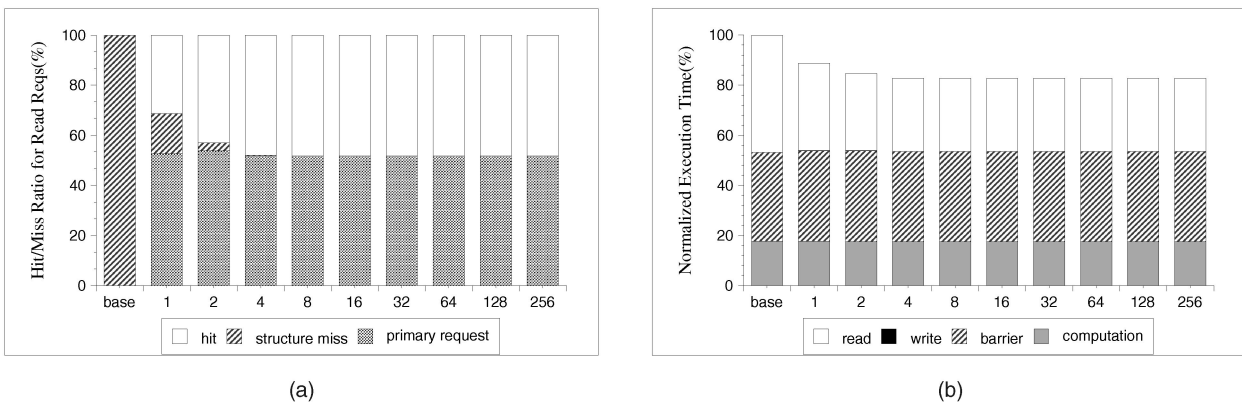 Hit/Miss Ratio for Read Reqs(%)
100
80
60
40
20
0
base 1 2 4 8 16 32 64 128 256
hit structure miss primary request
(a)
Normalized Execution Time(%)
100
80
60
40
20
0
base 1 2 4 8 16 32 64 128 256
read write barrier computation
(b)